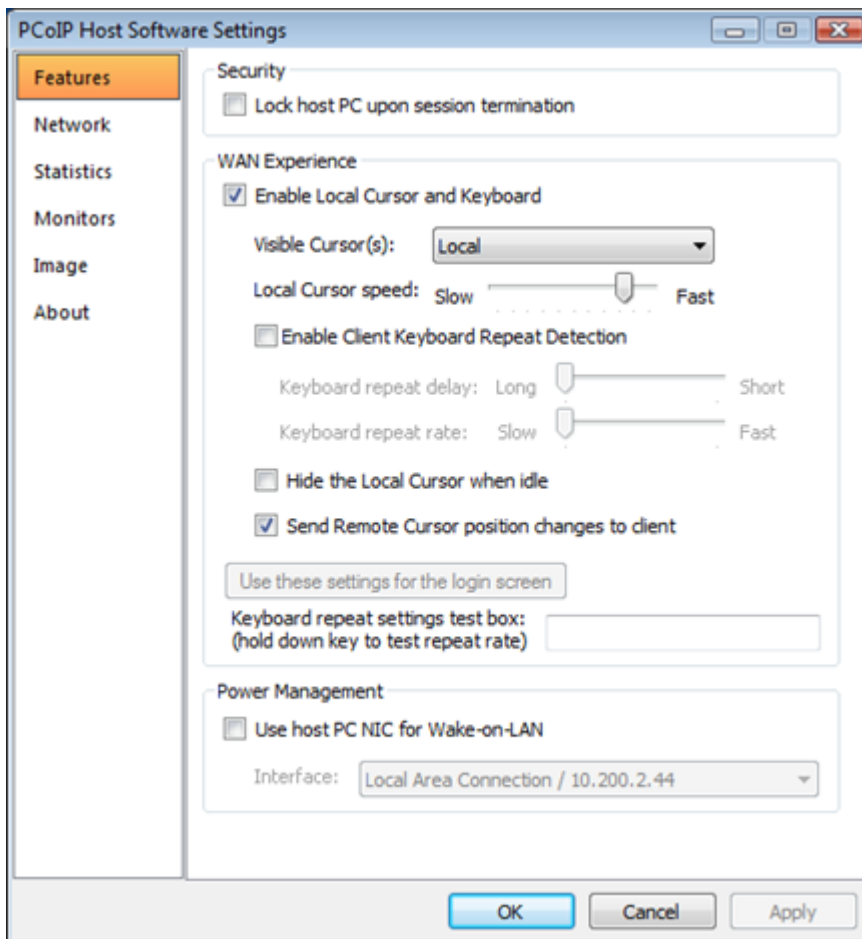 PCoIP Host Software Settings
Features
Network
Statistics
Monitors
Image
About
Security
Lock host PC upon session termination
WAN Experience
Enable Local Cursor and Keyboard
Visible Cursor(s): Local
Local Cursor speed: Slow Fast
Enable Client Keyboard Repeat Detection
Keyboard repeat delay: Long Short
Keyboard repeat rate: Slow Fast
Hide the Local Cursor when idle
Send Remote Cursor position changes to client
Use these settings for the login screen
Keyboard repeat settings test box:
(hold down key to test repeat rate)
Power Management
Use host PC NIC for Wake-on-LAN
Interface: Local Area Connection / 10.200.2.44
OK Cancel Apply